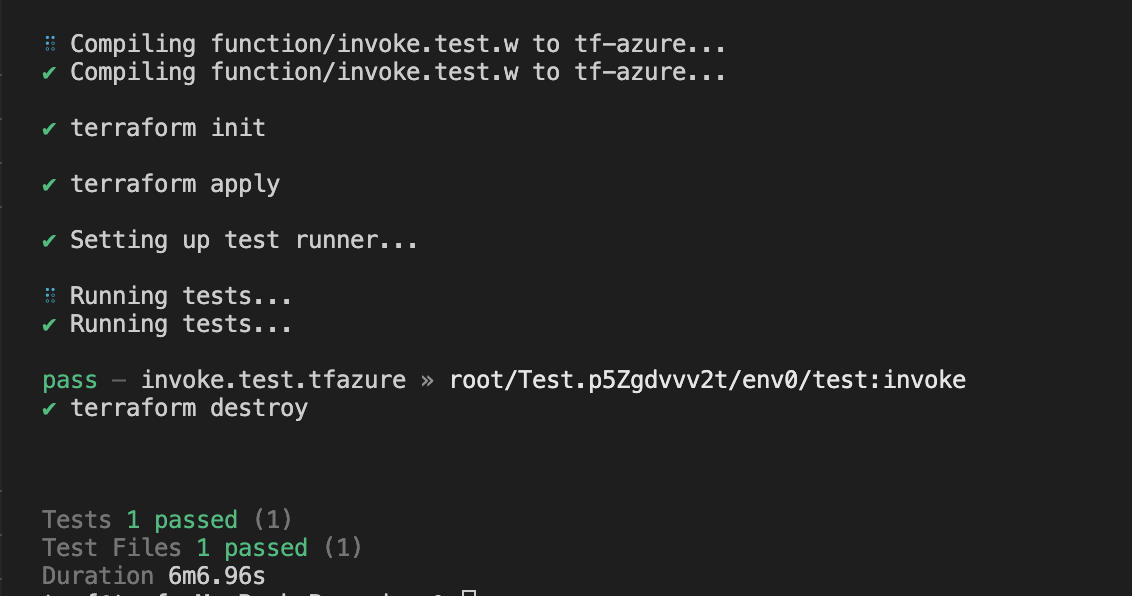 ⠿ Compiling function/invoke.test.w to tf-azure...
✔ Compiling function/invoke.test.w to tf-azure...
✔ terraform init
✔ terraform apply
✔ Setting up test runner...
⠿ Running tests...
✔ Running tests...
pass — invoke.test.tfazure » root/Test.p5Zgdvvv2t/env0/test:invoke
✔ terraform destroy
Tests 1 passed (1)
Test Files 1 passed (1)
Duration 6m6.96s